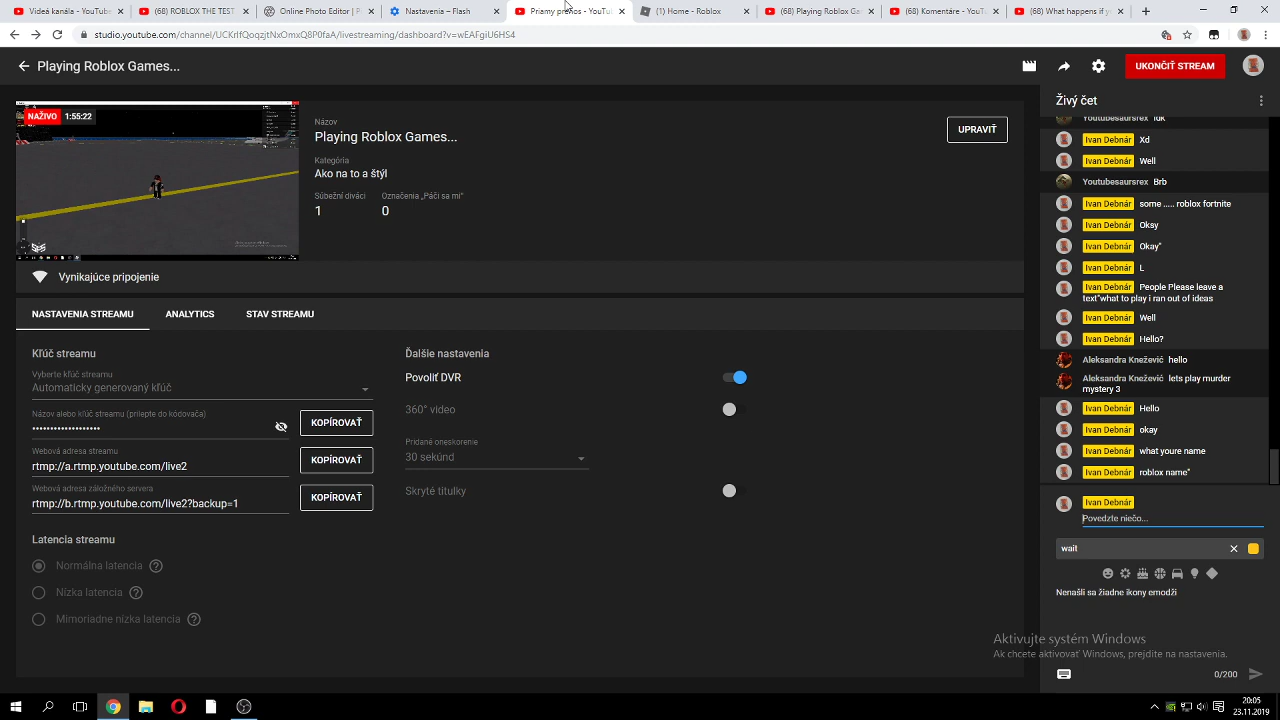 Videá kanála
(68) ROBLOX THE TEST
Online Photo Editor | P
Nastavenia – Flash
Priamy prenos - YouTu
(1) Home - Roblox
(68) Playing Roblox Gam
(68) Komentáre - YouTu
(68) What happens if yo
studio.youtube.com/channel/UCKrIfQoqzjtNxOmxQ8P0faA/livestreaming/dashboard?v=wEAFgiU6HS4
Playing Roblox Games...
UKONČIŤ STREAM
NAŽIVO
1:55:22
Názov
Playing Roblox Games...
UPRAVIŤ
Kategória
Ako na to a štýl
Súbežní diváci
Označenia „Páči sa mi“
1
0
Vynikajúce pripojenie
NASTAVENIA STREAMU
ANALYTICS
STAV STREAMU
Kľúč streamu
Vyberte kľúč streamu
Automaticky generovaný kľúč
Názov alebo kľúč streamu (prilepte do kódovača)
•••••••••••••••••••
KOPÍROVAŤ
Webová adresa streamu
rtmp://a.rtmp.youtube.com/live2
KOPÍROVAŤ
Webová adresa záložného servera
rtmp://b.rtmp.youtube.com/live2?backup=1
KOPÍROVAŤ
Latencia streamu
Normálna latencia
Nízka latencia
Mimoriadne nízka latencia
Ďalšie nastavenia
Povoliť DVR
360° video
Pridané oneskorenie
30 sekúnd
Skryté titulky
Živý čet
Youtubesaursrex Idk
Ivan Debnár Xd
Ivan Debnár Well
Youtubesaursrex Brb
Ivan Debnár some ..... roblox fortnite
Ivan Debnár Oksy
Ivan Debnár Okay"
Ivan Debnár L
Ivan Debnár People Please leave a
text"what to play i ran out of ideas
Ivan Debnár Well
Ivan Debnár Hello?
Aleksandra Knežević hello
Aleksandra Knežević lets play murder
mystery 3
Ivan Debnár Hello
Ivan Debnár okay
Ivan Debnár what youre name
Ivan Debnár roblox name"
Ivan Debnár
Povedzte niečo...
wait
Nenašli sa žiadne ikony emodži
Aktivujte systém Windows
Ak chcete aktivovať Windows, prejdite na nastavenia.
0/200
20:05
23.11.2019